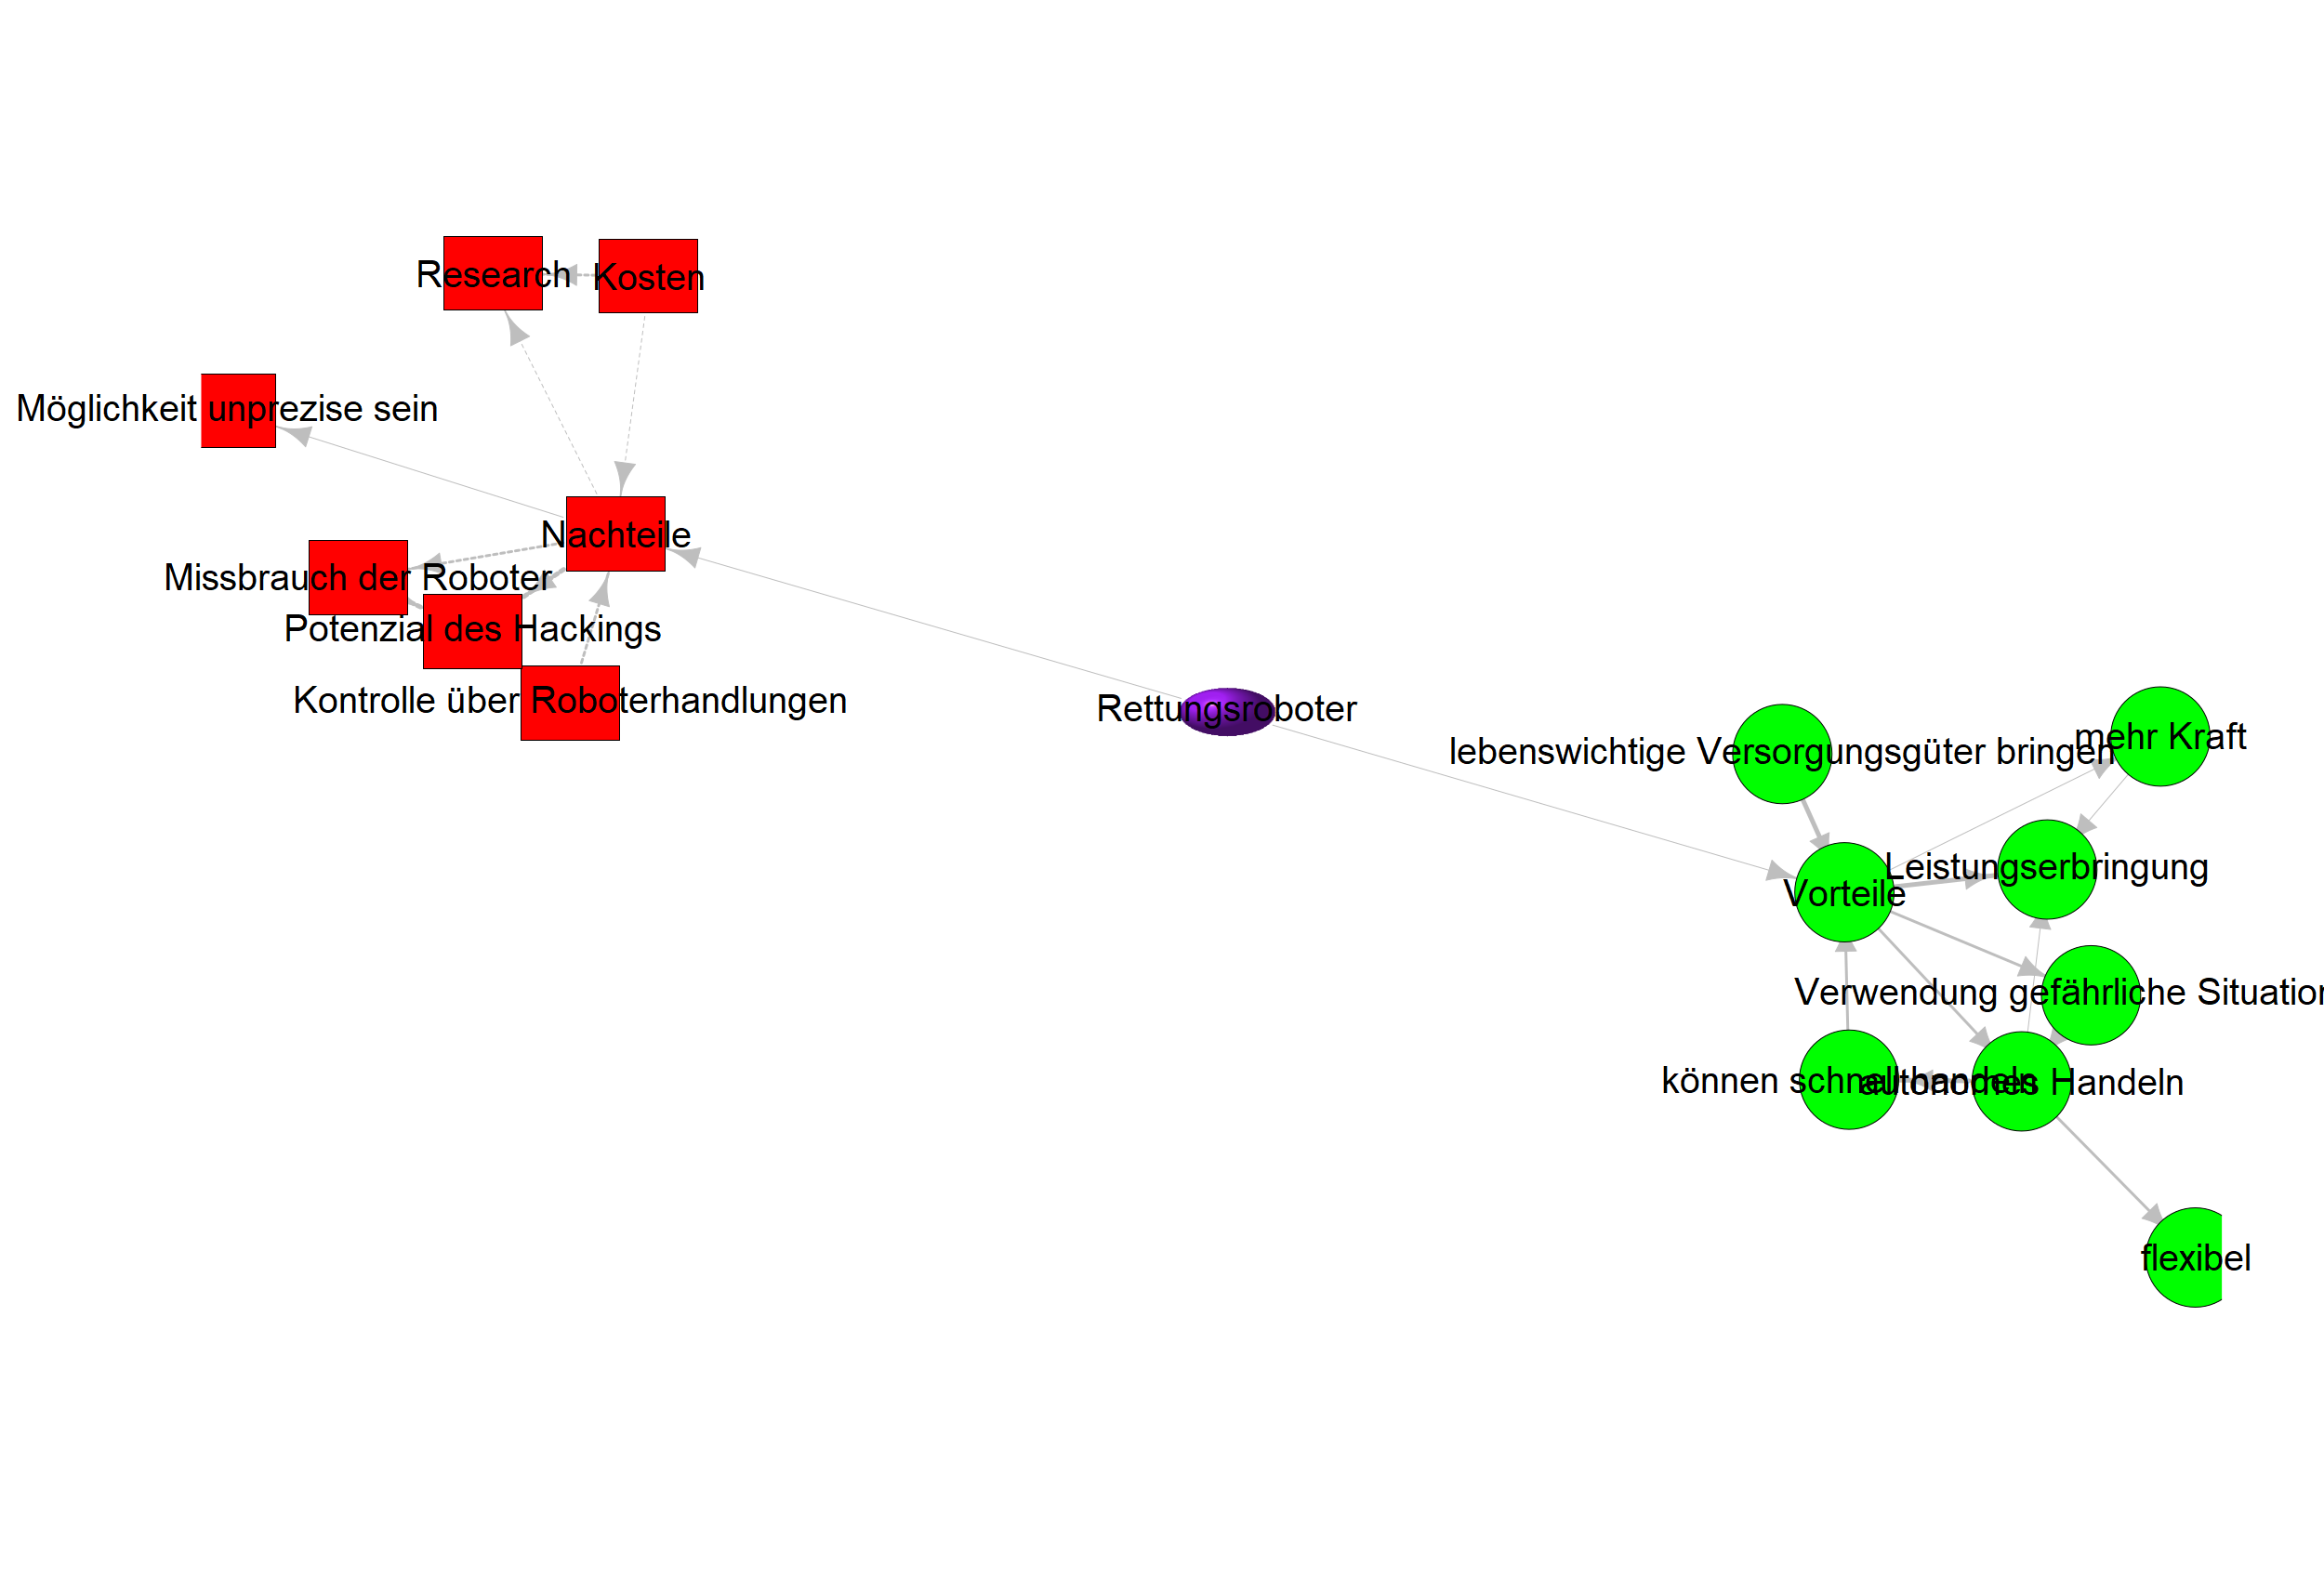 Research
Kosten
Möglichkeit unprezise sein
Nachteile
Missbrauch der Roboter
Potenzial des Hackings
Kontrolle über Roboterhandlungen
Rettungsroboter
lebenswichtige Versorgungsgüter bringen
mehr Kraft
Leistungserbringung
Vorteile
Verwendung gefährliche Situation
können schnell handeln
autonomes Handeln
flexibel